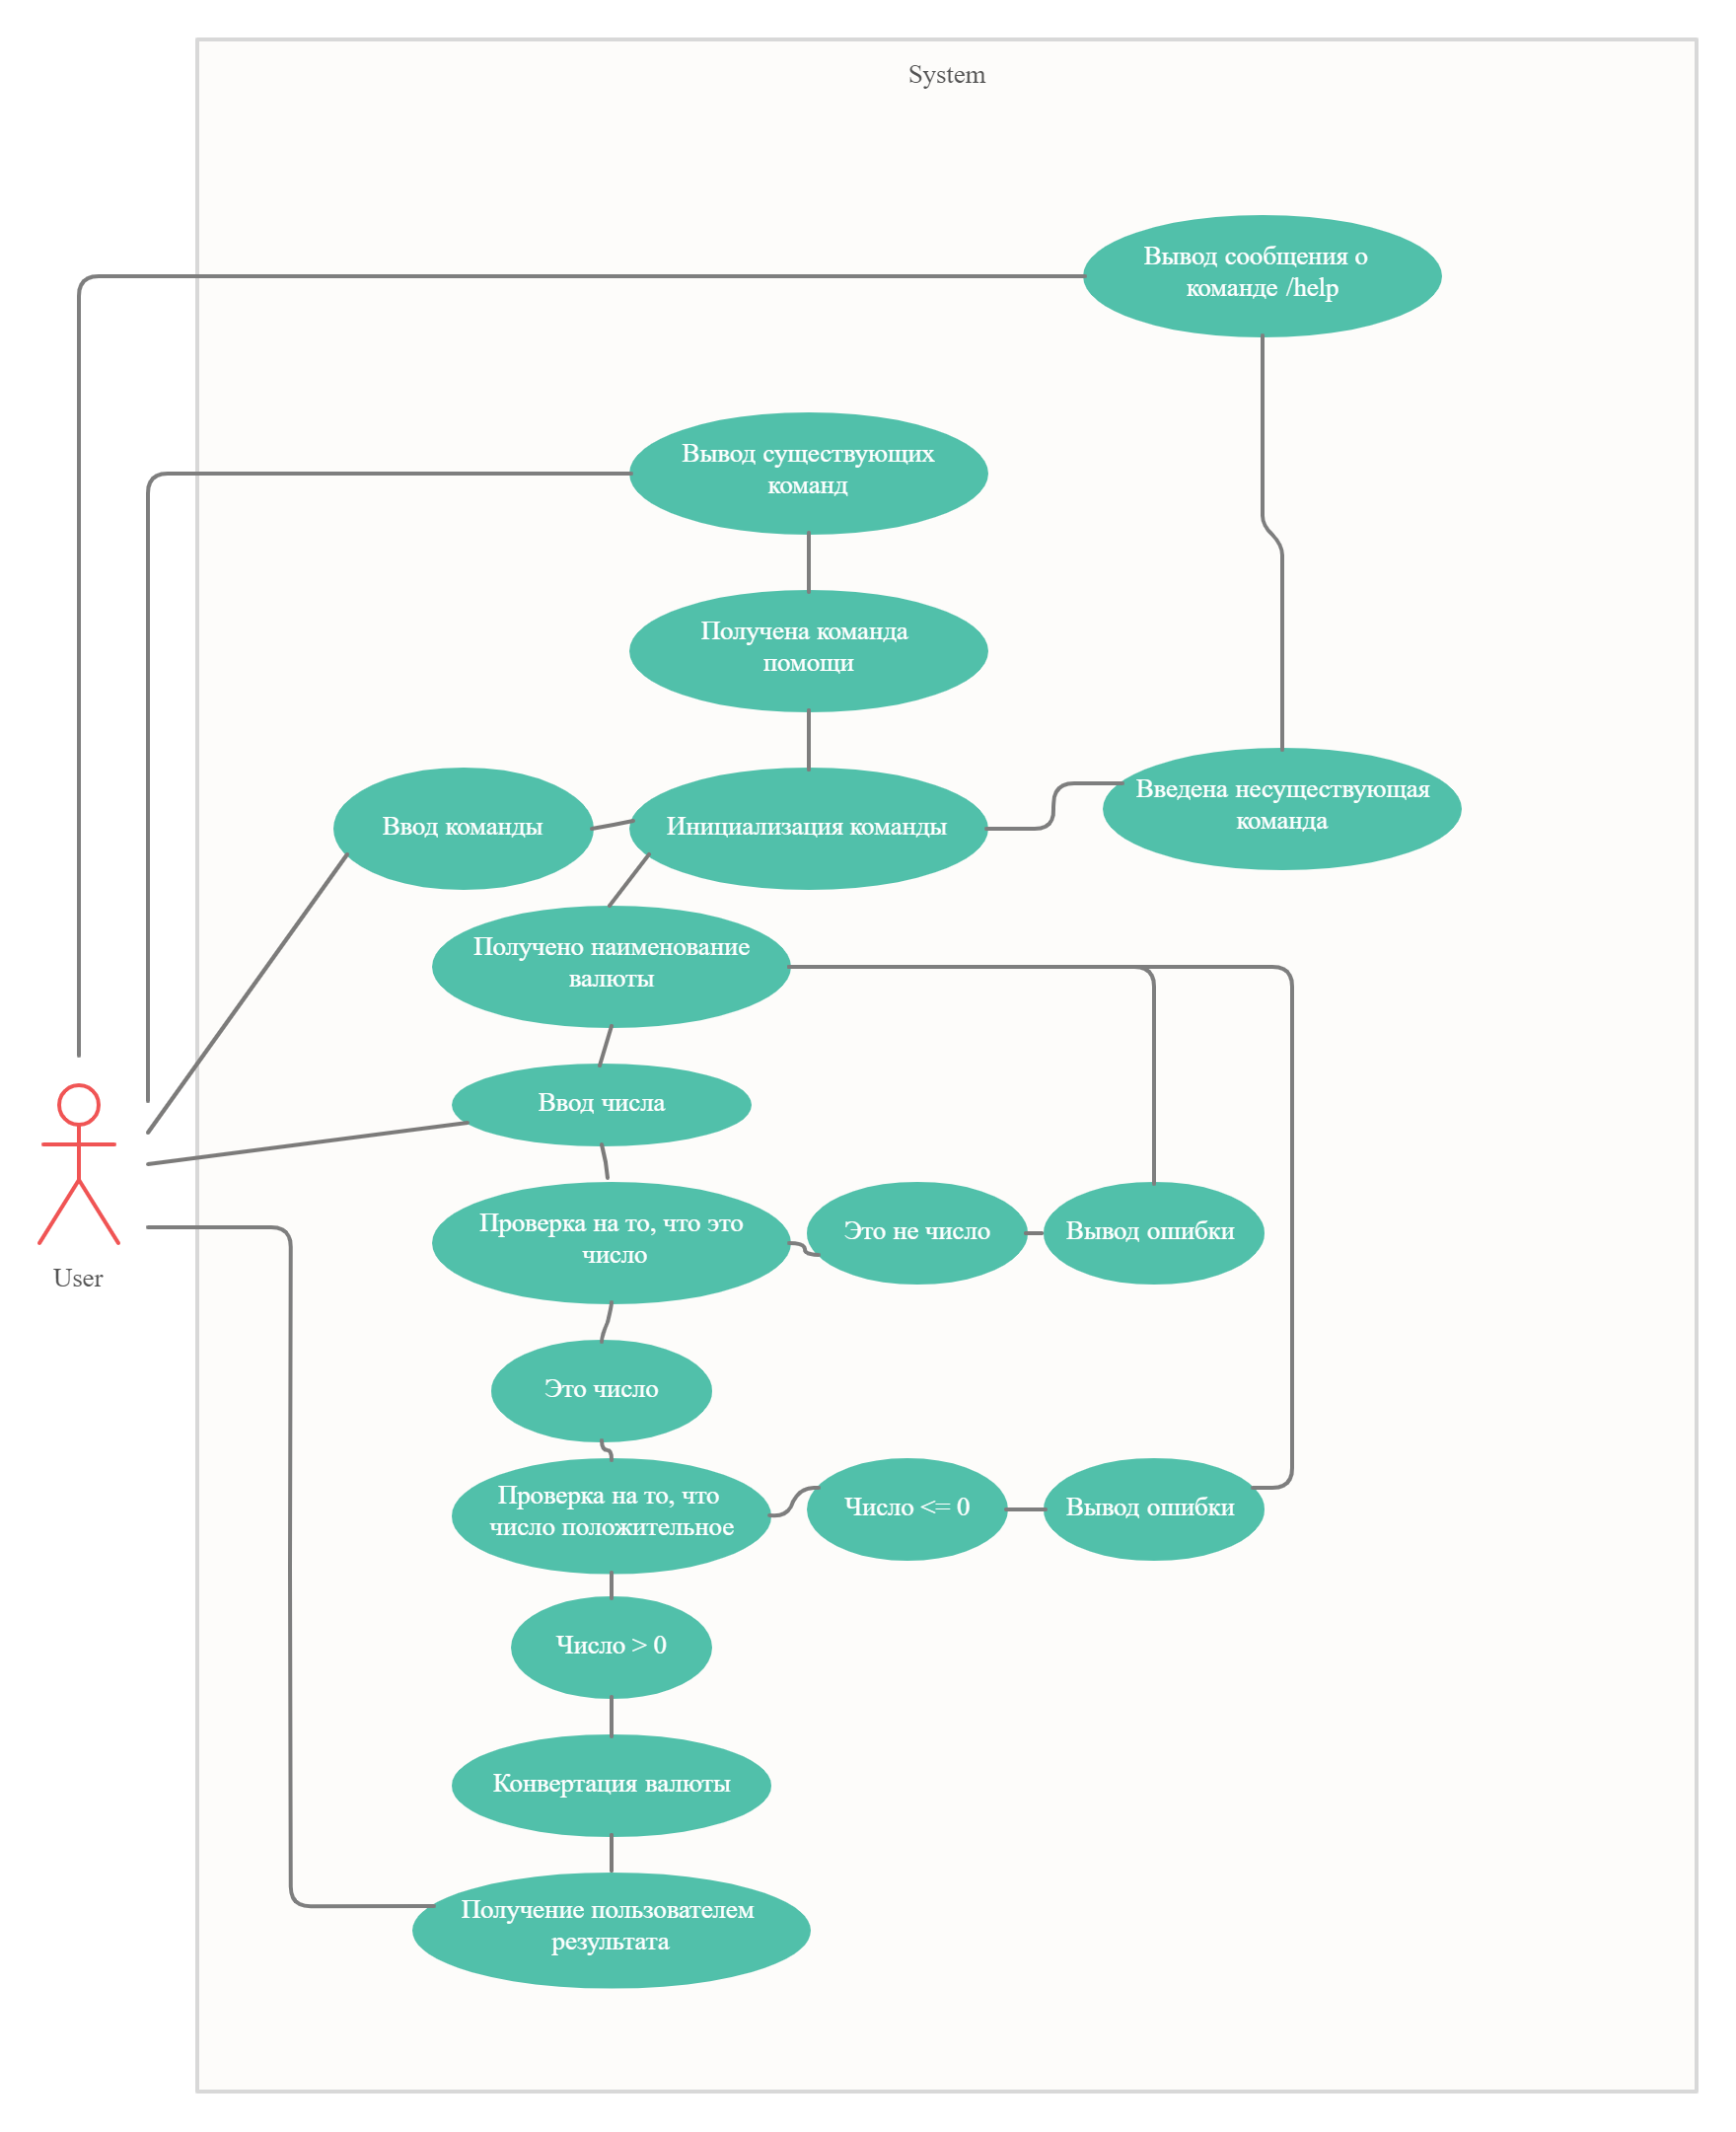 System
Вывод сообщения о
команде /help
Вывод существующих
команд
Получена команда
помощи
Ввод команды
Инициализация команды
Введена несуществующая
команда
Получено наименование
валюты
Ввод числа
Проверка на то, что это
число
Это не число
Вывод ошибки
User
Это число
Проверка на то, что
число положительное
Число <= 0
Вывод ошибки
Число > 0
Конвертация валюты
Получение пользователем
результата